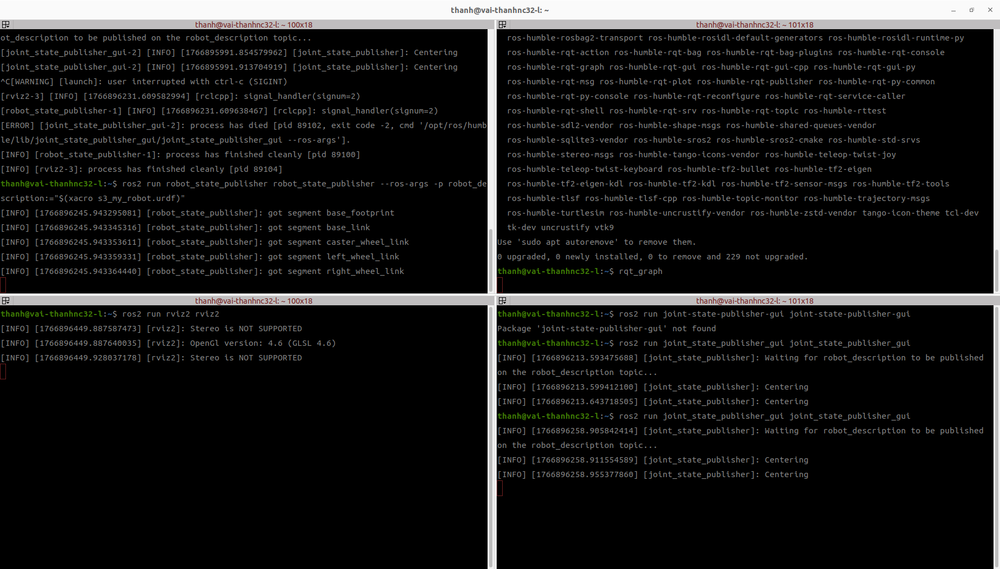 thanh@vai-thanhnc32-l: ~
thanh@vai-thanhnc32-l: ~ 100x18
ot_description to be published on the robot_description topic...
[joint_state_publisher_gui-2] [INFO] [1766895991.854579962] [joint_state_publisher]: Centering
[joint_state_publisher_gui-2] [INFO] [1766895991.913704919] [joint_state_publisher]: Centering
^C[WARNING] [launch]: user interrupted with ctrl-c (SIGINT)
[rviz2-3] [INFO] [1766896231.609582994] [rclcpp]: signal_handler(signum=2)
[robot_state_publisher-1] [INFO] [1766896231.609638467] [rclcpp]: signal_handler(signum=2)
[ERROR] [joint_state_publisher_gui-2]: process has died [pid 89102, exit code -2, cmd '/opt/ros/humb
le/lib/joint_state_publisher_gui/joint_state_publisher_gui --ros-args'].
[INFO] [robot_state_publisher-1]: process has finished cleanly [pid 89100]
[INFO] [rviz2-3]: process has finished cleanly [pid 89104]
thanh@vai-thanhnc32-l:~$ ros2 run robot_state_publisher robot_state_publisher --ros-args -p robot_de
scription:="$(xacro s3_my_robot.urdf)"
[INFO] [1766896245.943295081] [robot_state_publisher]: got segment base_footprint
[INFO] [1766896245.943345316] [robot_state_publisher]: got segment base_link
[INFO] [1766896245.943353611] [robot_state_publisher]: got segment caster_wheel_link
[INFO] [1766896245.943359331] [robot_state_publisher]: got segment left_wheel_link
[INFO] [1766896245.943364440] [robot_state_publisher]: got segment right_wheel_link
thanh@vai-thanhnc32-l: ~ 101x18
ros-humble-rosbag2-transport ros-humble-rosidl-default-generators ros-humble-rosidl-runtime-py
ros-humble-rqt-action ros-humble-rqt-bag ros-humble-rqt-bag-plugins ros-humble-rqt-console
ros-humble-rqt-graph ros-humble-rqt-gui ros-humble-rqt-gui-cpp ros-humble-rqt-gui-py
ros-humble-rqt-msg ros-humble-rqt-plot ros-humble-rqt-publisher ros-humble-rqt-py-common
ros-humble-rqt-py-console ros-humble-rqt-reconfigure ros-humble-rqt-service-caller
ros-humble-rqt-shell ros-humble-rqt-srv ros-humble-rqt-topic ros-humble-rttest
ros-humble-sdl2-vendor ros-humble-shape-msgs ros-humble-shared-queues-vendor
ros-humble-sqlite3-vendor ros-humble-sros2 ros-humble-sros2-cmake ros-humble-std-srvs
ros-humble-stereo-msgs ros-humble-tango-icons-vendor ros-humble-teleop-twist-joy
ros-humble-teleop-twist-keyboard ros-humble-tf2-bullet ros-humble-tf2-eigen
ros-humble-tf2-eigen-kdl ros-humble-tf2-kdl ros-humble-tf2-sensor-msgs ros-humble-tf2-tools
ros-humble-tlsf ros-humble-tlsf-cpp ros-humble-topic-monitor ros-humble-trajectory-msgs
ros-humble-turtlesim ros-humble-uncrustify-vendor ros-humble-zstd-vendor tango-icon-theme tcl-dev
tk-dev uncrustify vtk9
Use 'sudo apt autoremove' to remove them.
0 upgraded, 0 newly installed, 0 to remove and 229 not upgraded.
thanh@vai-thanhnc32-l:~$ rqt_graph
thanh@vai-thanhnc32-l: ~ 100x18
thanh@vai-thanhnc32-l:~$ ros2 run rviz2 rviz2
[INFO] [1766896449.887587473] [rviz2]: Stereo is NOT SUPPORTED
[INFO] [1766896449.887640035] [rviz2]: OpenGl version: 4.6 (GLSL 4.6)
[INFO] [1766896449.928037178] [rviz2]: Stereo is NOT SUPPORTED
thanh@vai-thanhnc32-l: ~ 101x18
thanh@vai-thanhnc32-l:~$ ros2 run joint-state-publisher-gui joint-state-publisher-gui
Package 'joint-state-publisher-gui' not found
thanh@vai-thanhnc32-l:~$ ros2 run joint_state_publisher_gui joint_state_publisher_gui
[INFO] [1766896213.593475688] [joint_state_publisher]: Waiting for robot_description to be published
on the robot_description topic...
[INFO] [1766896213.599412100] [joint_state_publisher]: Centering
[INFO] [1766896213.643718505] [joint_state_publisher]: Centering
thanh@vai-thanhnc32-l:~$ ros2 run joint_state_publisher_gui joint_state_publisher_gui
[INFO] [1766896258.905842414] [joint_state_publisher]: Waiting for robot_description to be published
on the robot_description topic...
[INFO] [1766896258.911554589] [joint_state_publisher]: Centering
[INFO] [1766896258.955377860] [joint_state_publisher]: Centering